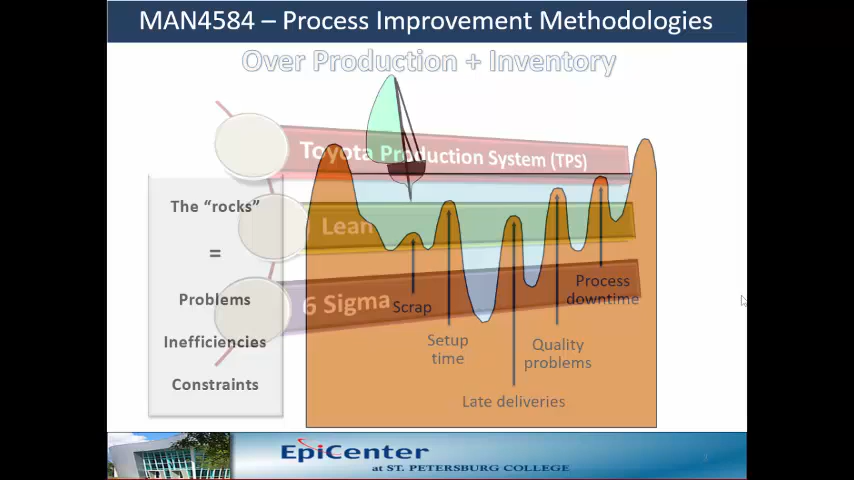 MAN4584 – Process Improvement Methodologies
Over Production + Inventory
Toyota Production System (TPS)
The “rocks”
Lean
=
Problems
6 Sigma
Scrap
Process
downtime
Inefficiencies
Setup
time
Quality
problems
Constraints
Late deliveries
EpiCenter
at ST. PETERSBURG COLLEGE